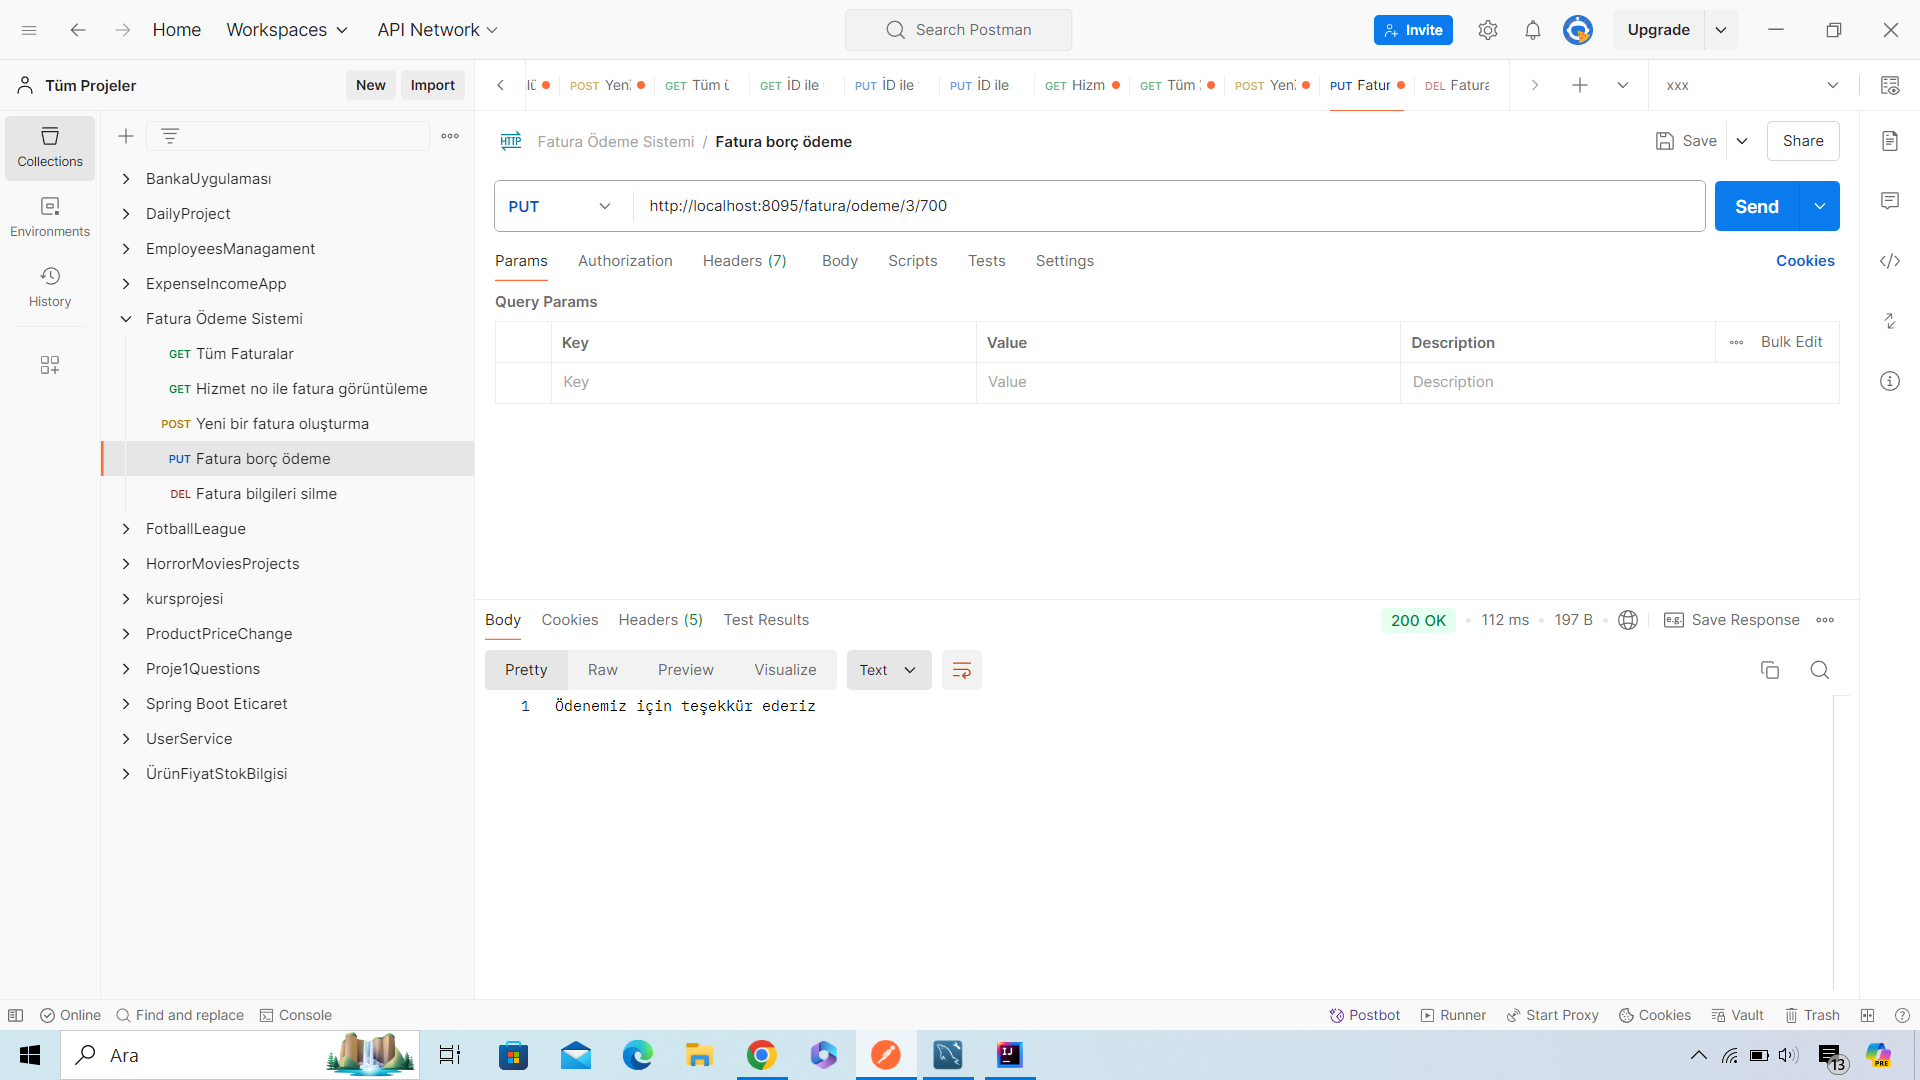 Home Workspaces API Network Search Postman Invite Upgrade
Tüm Projeler New Import
POST Yeni GET Tüm ü GET İD ile PUT İD ile PUT İD ile GET Hizm GET Tüm POST Yeni PUT Fatur DEL Fatura xxx
Collections
Environments
History
BankaUygulaması
DailyProject
EmployeesManagament
ExpenseIncomeApp
Fatura Ödeme Sistemi
GET Tüm Faturalar
GET Hizmet no ile fatura görüntüleme
POST Yeni bir fatura oluşturma
PUT Fatura borç ödeme
DEL Fatura bilgileri silme
FotballLeague
HorrorMoviesProjects
kursprojesi
ProductPriceChange
Proje1Questions
Spring Boot Eticaret
UserService
ÜrünFiyatStokBilgisi
HTTP Fatura Ödeme Sistemi / Fatura borç ödeme Save Share
PUT http://localhost:8095/fatura/odeme/3/700 Send
Params Authorization Headers (7) Body Scripts Tests Settings Cookies
Query Params
Key Value Description Bulk Edit
Key Value Description
Body Cookies Headers (5) Test Results 200 OK 112 ms 197 B e.g. Save Response
Pretty Raw Preview Visualize Text
1 Ödenemiz için teşekkür ederiz
Online Find and replace Console Postbot Runner Start Proxy Cookies Vault Trash
Ara IJ 13 PRE